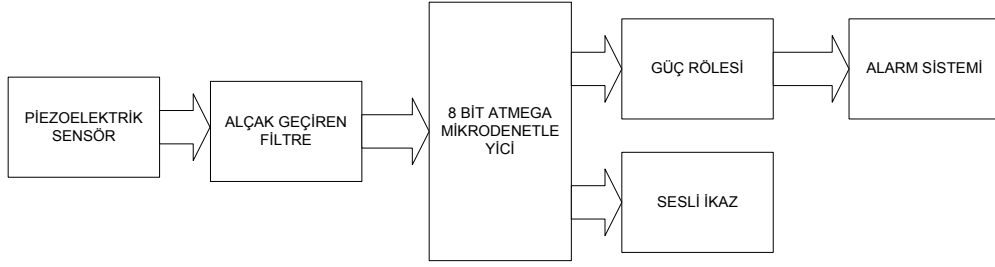 PİEZOELEKTRİK
SENSÖR
ALÇAK GEÇİREN
FİLTRE
8 BİT ATMEGA
MİKRODENETLE
YİCİ
GÜÇ RÖLESİ
ALARM SİSTEMİ
SESLİ İKAZ